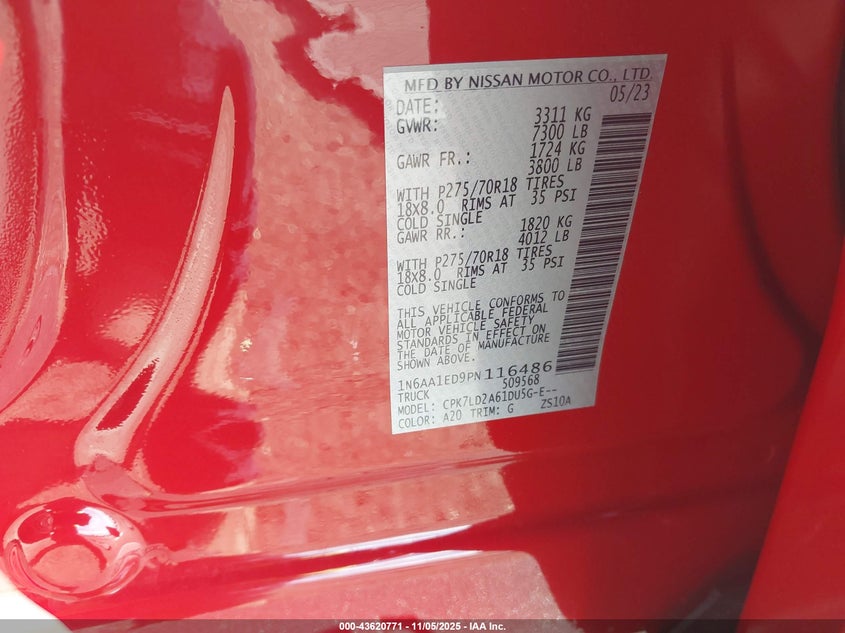 MFD BY NISSAN MOTOR CO., LTD.
DATE: 05/23
GVWR: 3311 KG
7300 LB
GAWR FR.: 1724 KG
3800 LB
WITH P275/70R18 TIRES
18x8.0 RIMS AT 35 PSI
COLD SINGLE
GAWR RR.: 1820 KG
4012 LB
WITH P275/70R18 TIRES
18x8.0 RIMS AT 35 PSI
COLD SINGLE
THIS VEHICLE CONFORMS TO
ALL APPLICABLE FEDERAL
MOTOR VEHICLE SAFETY
STANDARDS IN EFFECT ON
THE DATE OF MANUFACTURE
SHOWN ABOVE.
1N6AA1ED9PN116486
TRUCK 509568
MODEL: CPK7LD2A61DU5G-E--
COLOR: A20 TRIM: G ZS10A
000-43620771 - 11/05/2025 - IAA Inc.